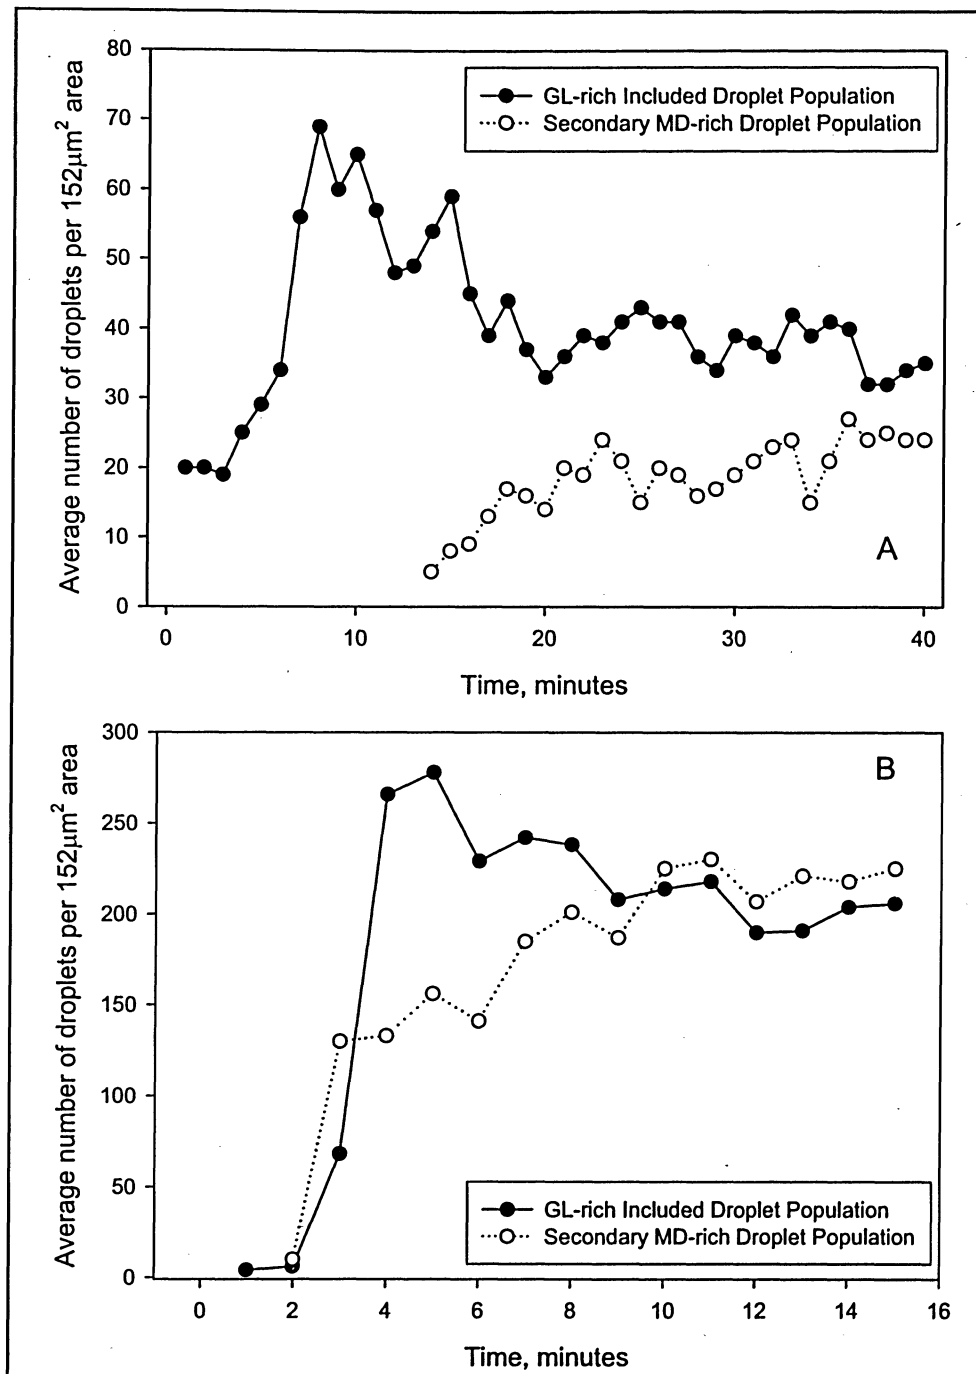 80
70
60
50
40
30
20
10
0
Average number of droplets per 152μm² area
GL-rich Included Droplet Population
Secondary MD-rich Droplet Population
A
0 10 20 30 40
Time, minutes
300
250
200
150
100
50
0
Average number of droplets per 152μm² area
B
GL-rich Included Droplet Population
Secondary MD-rich Droplet Population
0 2 4 6 8 10 12 14 16
Time, minutes